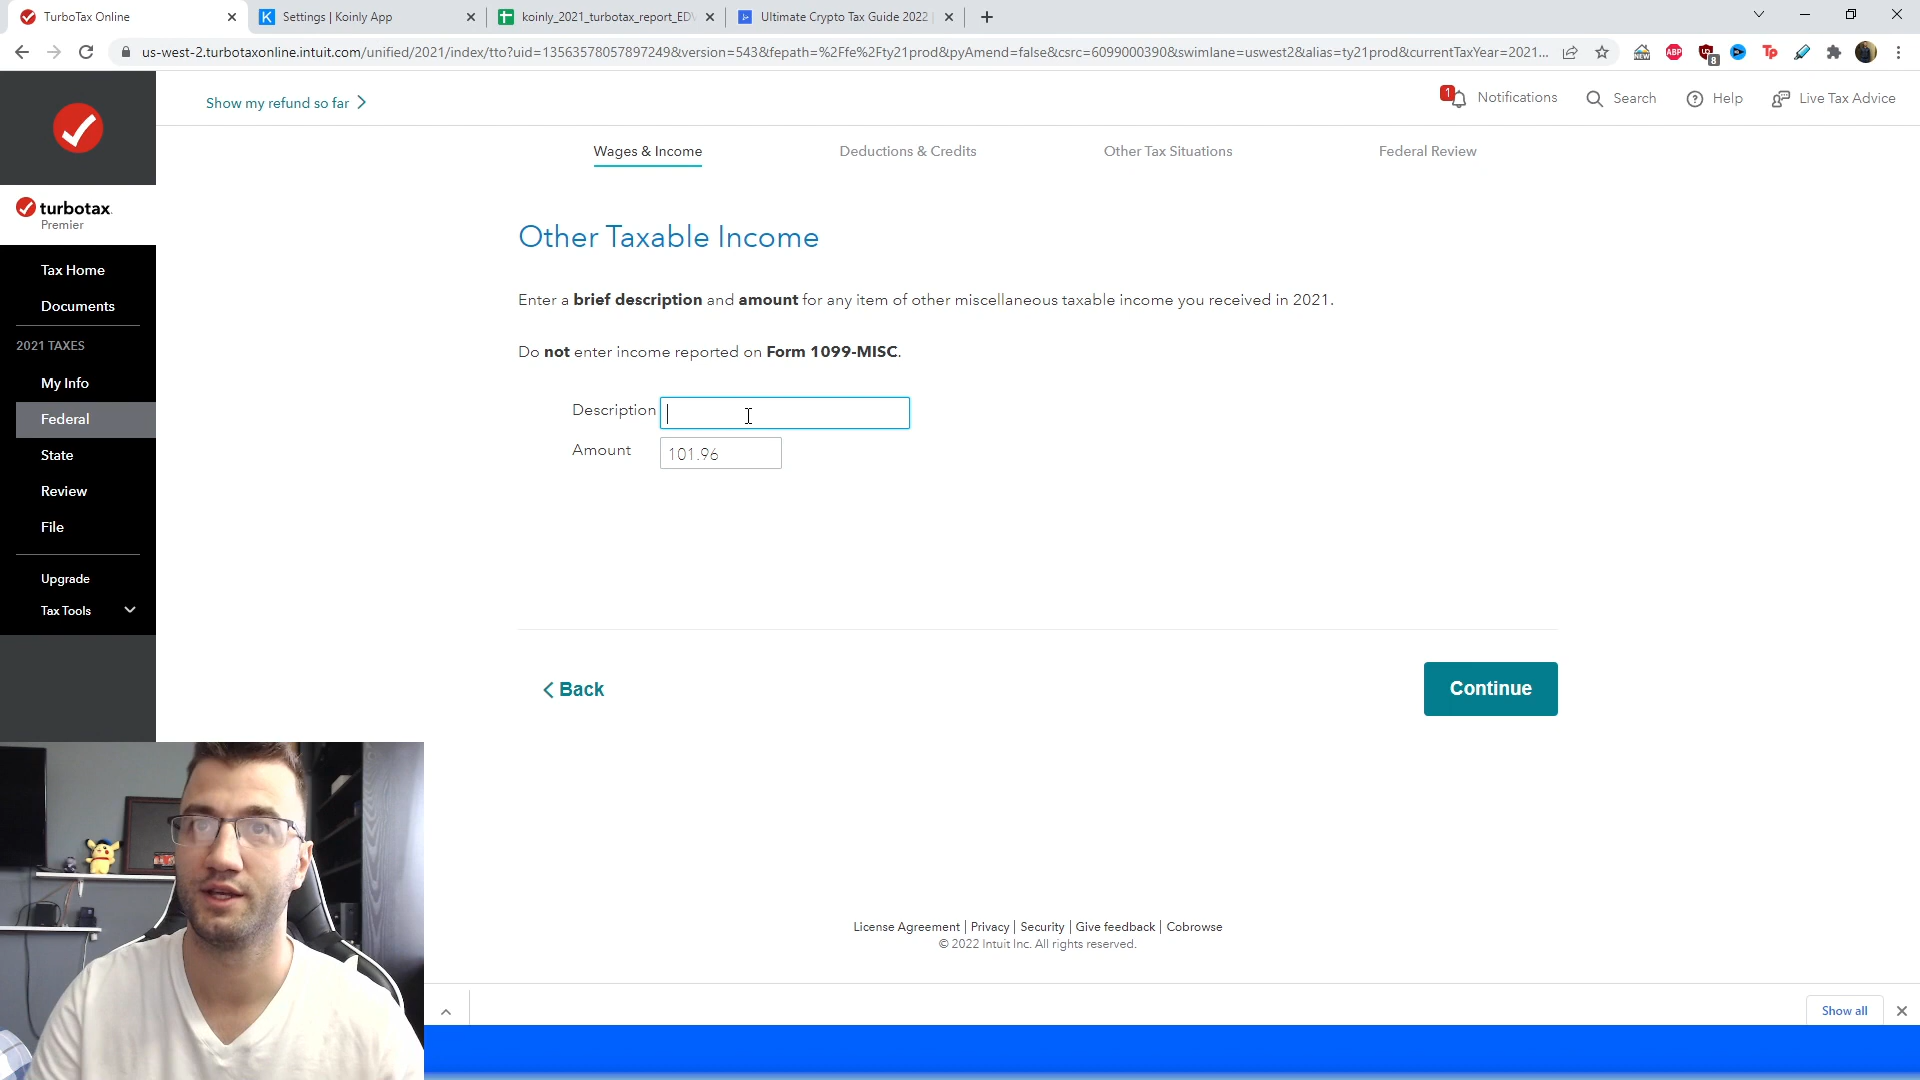 TurboTax Online
Settings | Koinly App
koinly_2021_turbotax_report_EDV
Ultimate Crypto Tax Guide 2022 |
us-west-2.turbotaxonline.intuit.com/unified/2021/index/tto?uid=13563578057897249&version=543&fepath=%2Ffe%2Fty21prod&pyAmend=false&csrc=6099000390&swimlane=uswest2&alias=ty21prod&currentTaxYear=2021...
NEW
ABP
8
Tp
Show my refund so far
1
Notifications
Search
Help
Live Tax Advice
Wages & Income
Deductions & Credits
Other Tax Situations
Federal Review
turbotax
Premier
Tax Home
Documents
2021 TAXES
My Info
Federal
State
Review
File
Upgrade
Tax Tools
Other Taxable Income
Enter a brief description and amount for any item of other miscellaneous taxable income you received in 2021.
Do not enter income reported on Form 1099-MISC.
Description
Amount
101.96
Back
Continue
License Agreement | Privacy | Security | Give feedback | Cobrowse
© 2022 Intuit Inc. All rights reserved.
Show all